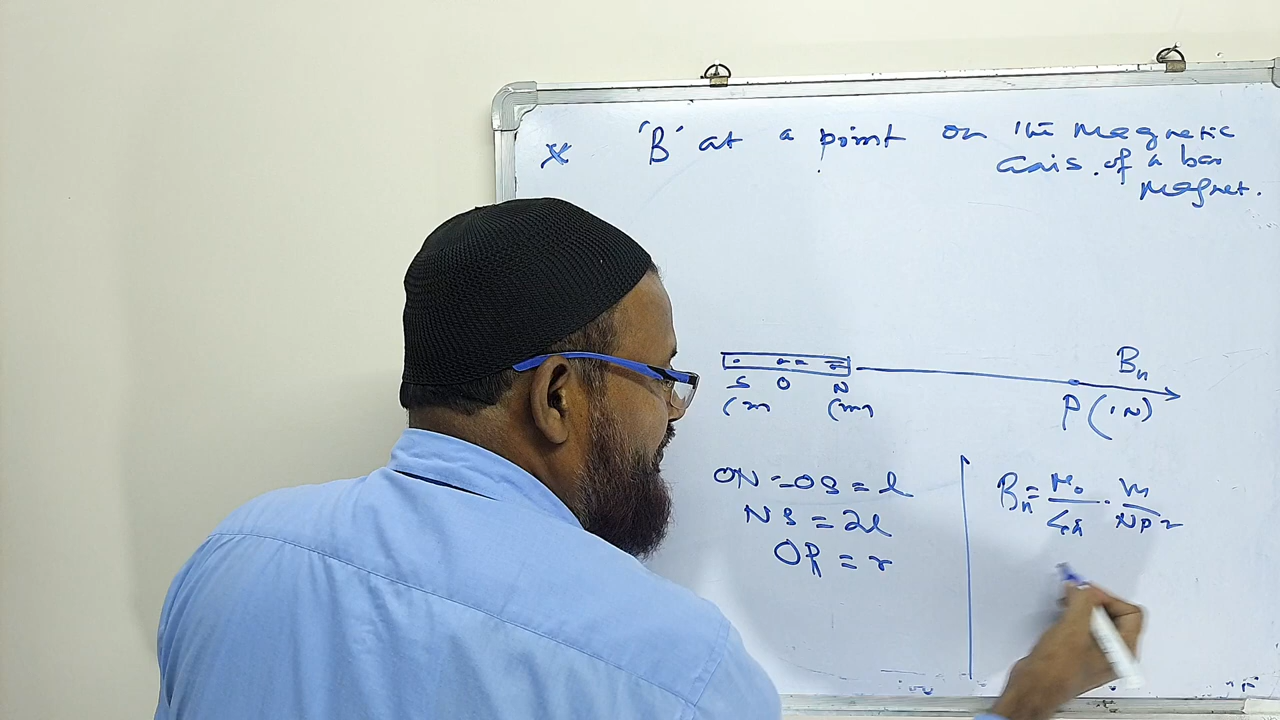 * 'B' at a point on the Magnetic
axis. of a bar
Magnet.
Bₙ
S O N
(m (m)
P (1N)
ON = OS = l
NS = 2l
OP = r
Bₙ = μ₀/4π · m/NP²